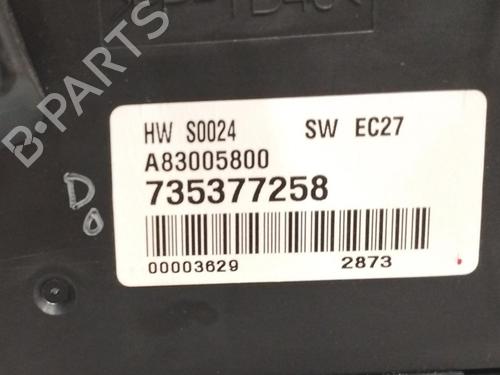 HW S0024 SW EC27
A83005800
735377258
00003629 2873
B-PARTS